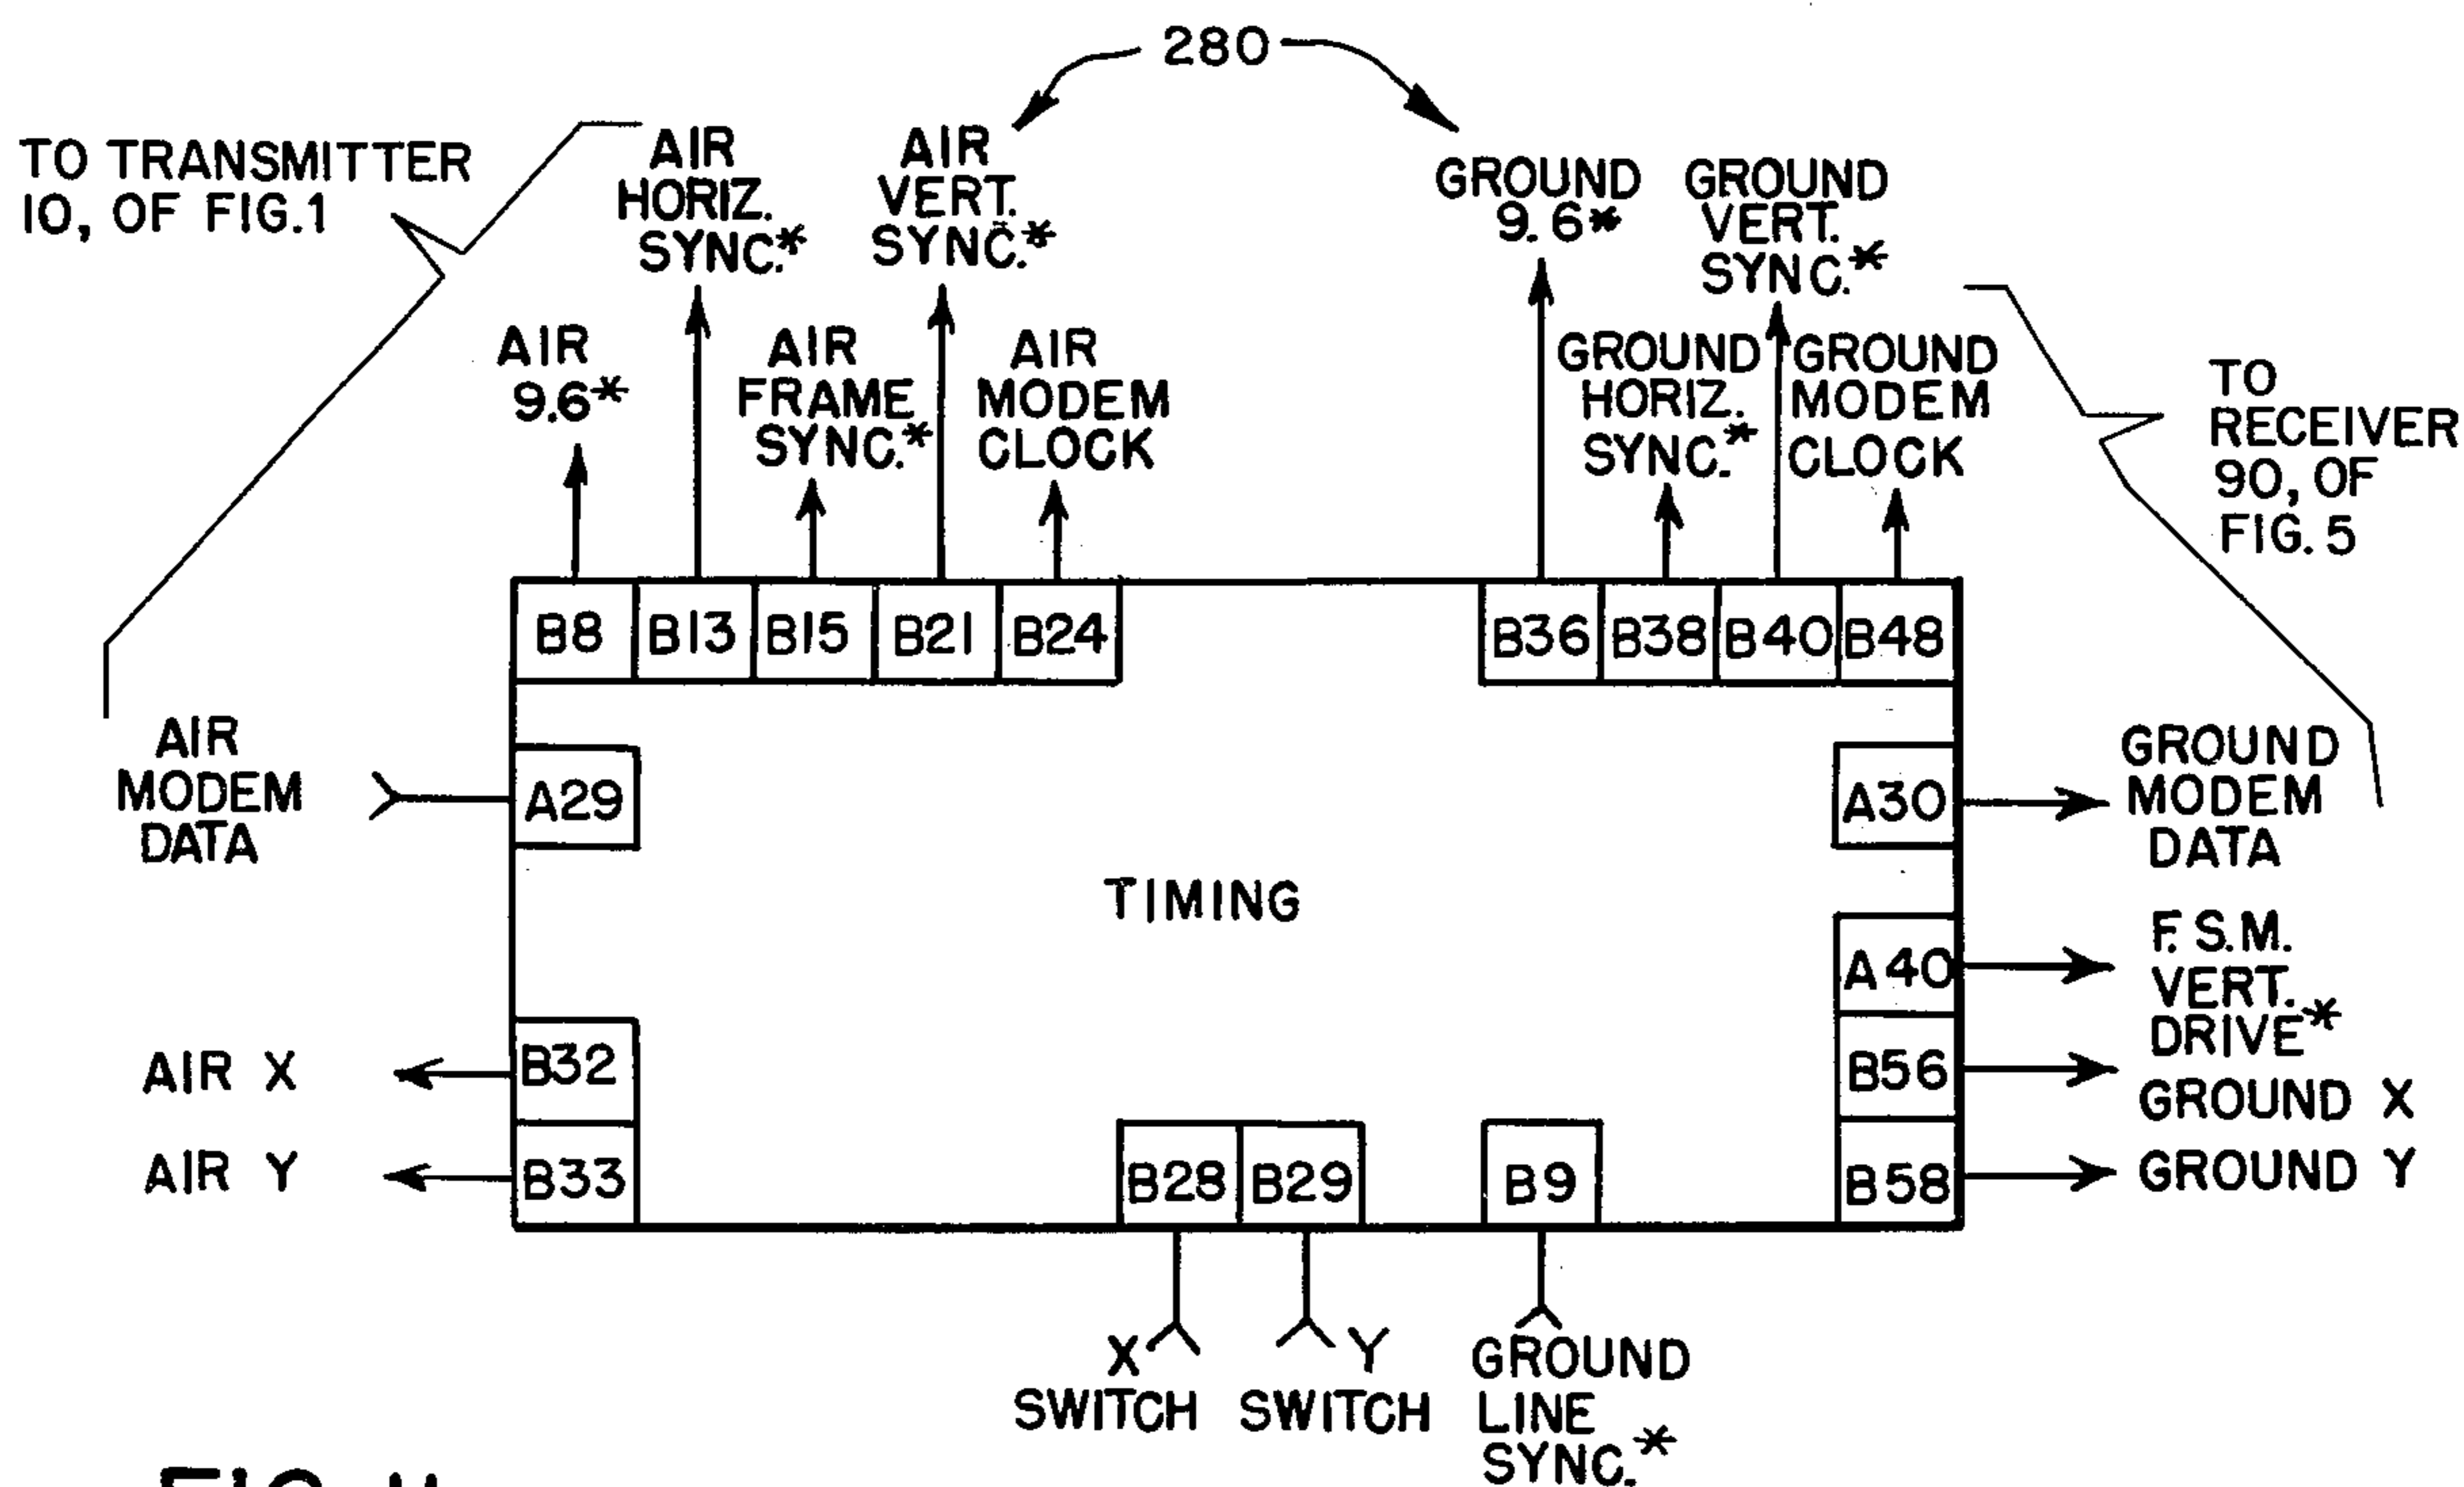 280
TO TRANSMITTER
10, OF FIG.1
AIR
HORIZ.
SYNC.*
AIR
VERT.
SYNC.*
GROUND
9.6*
GROUND
VERT.
SYNC.*
AIR
9.6*
AIR
FRAME
SYNC.*
AIR
MODEM
CLOCK
GROUND
HORIZ.
SYNC.*
GROUND
MODEM
CLOCK
TO
RECEIVER
90, OF
FIG. 5
B8 B13 B15 B21 B24 B36 B38 B40 B48
AIR
MODEM
DATA
A29
A30
GROUND
MODEM
DATA
TIMING
A40
F.S.M.
VERT.
DRIVE*
AIR X
B32
B56
GROUND X
AIR Y
B33
B28 B29 B9
B58
GROUND Y
X
SWITCH
Y
SWITCH
GROUND
LINE
SYNC.*